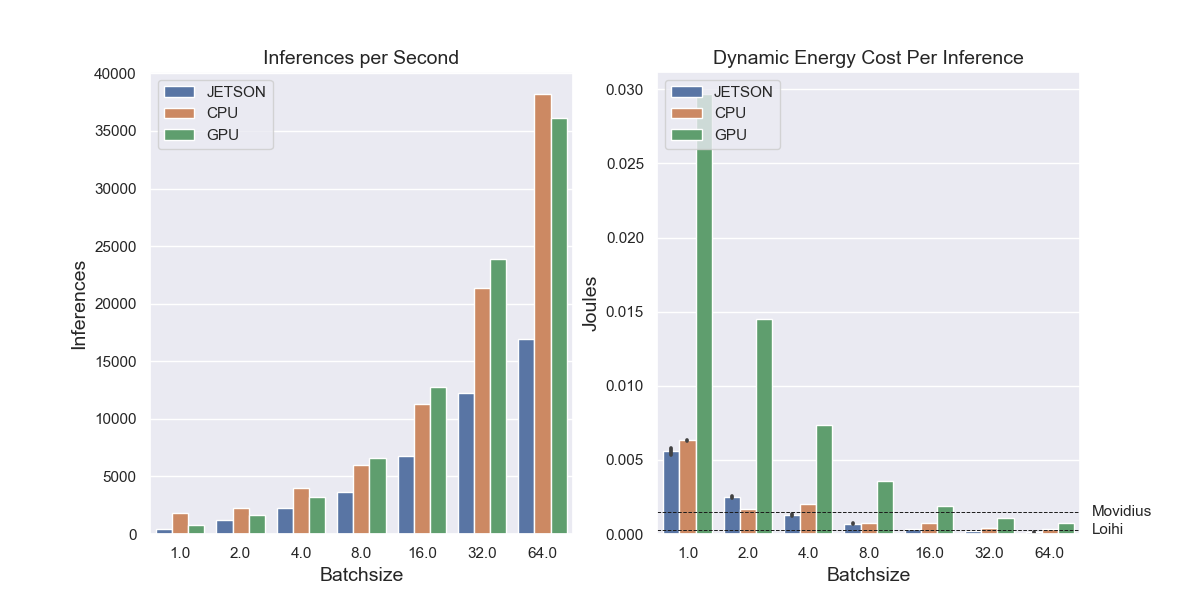 Inferences per Second
40000
35000
30000
25000
20000
15000
10000
5000
0
Inferences
JETSON
CPU
GPU
1.0 2.0 4.0 8.0 16.0 32.0 64.0
Batchsize
Dynamic Energy Cost Per Inference
0.030
0.025
0.020
0.015
0.010
0.005
0.000
Joules
JETSON
CPU
GPU
Movidius
Loihi
1.0 2.0 4.0 8.0 16.0 32.0 64.0
Batchsize